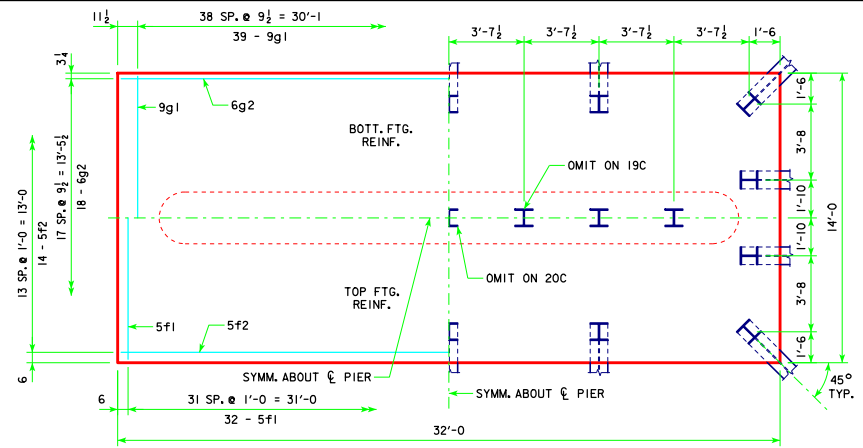 11½
38 SP. @ 9½ = 30'-1
39 - 9g1
3'-7½
3'-7½
3'-7½
1'-6
3¼
9g1
6g2
BOTT. FTG.
REINF.
1'-6
3'-8
1'-10
1'-10
3'-8
1'-6
14'-0
OMIT ON 19C
OMIT ON 20C
13 SP. @ 1'-0 = 13'-0
14 - 5f2
17 SP. @ 9½ = 13'-5½
18 - 6g2
TOP FTG.
REINF.
5f1
5f2
6
SYMM. ABOUT ℄ PIER
SYMM. ABOUT ℄ PIER
45°
TYP.
6
31 SP. @ 1'-0 = 31'-0
32 - 5f1
32'-0